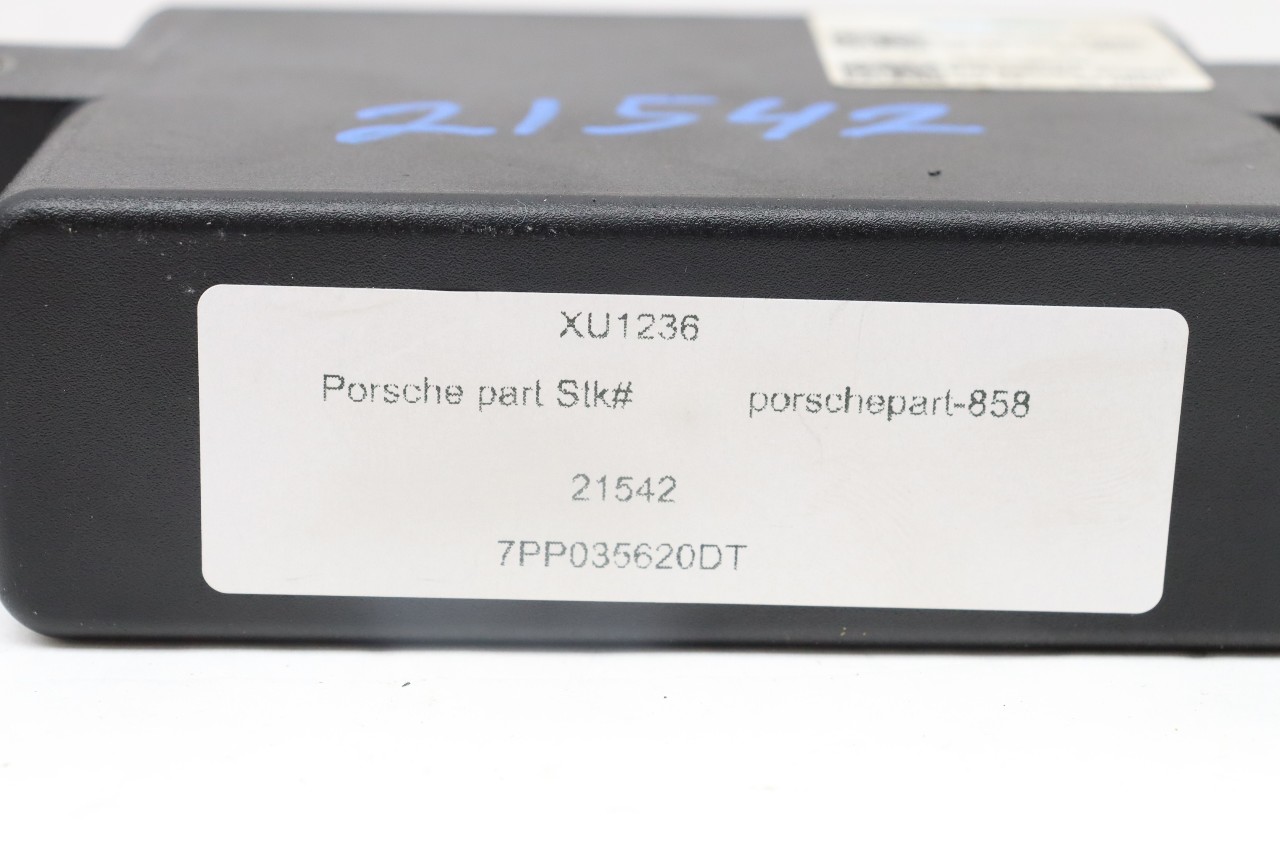 21542
XU1236
Porsche part Stk# porschepart-858
21542
7PP035620DT